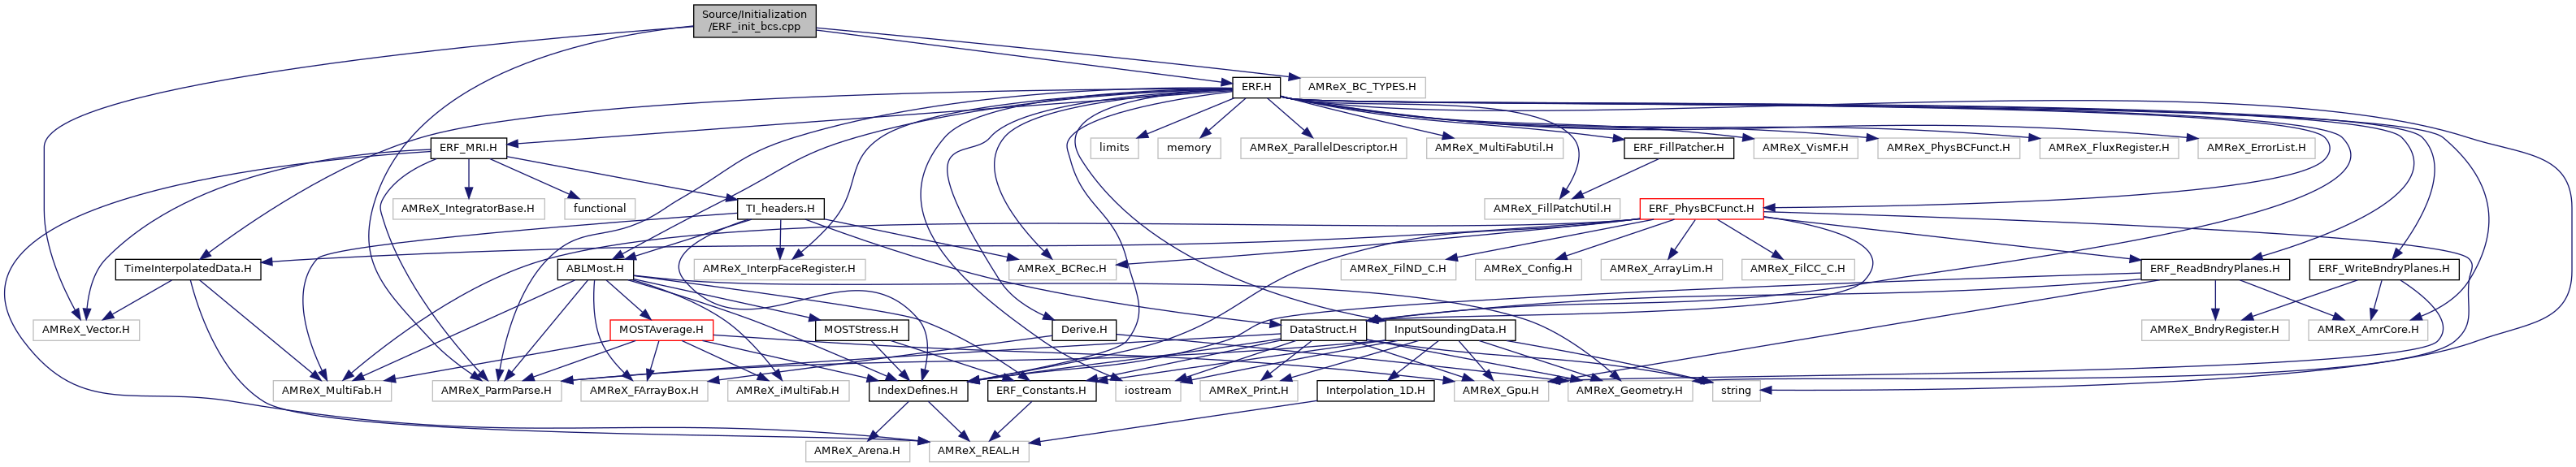 Source/Initialization
/ERF_init_bcs.cpp
ERF.H
AMReX_BC_TYPES.H
ERF_MRI.H
limits
memory
AMReX_ParallelDescriptor.H
AMReX_MultiFabUtil.H
ERF_FillPatcher.H
AMReX_VisMF.H
AMReX_PhysBCFunct.H
AMReX_FluxRegister.H
AMReX_ErrorList.H
AMReX_IntegratorBase.H
functional
TI_headers.H
AMReX_FillPatchUtil.H
ERF_PhysBCFunct.H
TimeInterpolatedData.H
ABLMost.H
AMReX_InterpFaceRegister.H
AMReX_BCRec.H
AMReX_FilND_C.H
AMReX_Config.H
AMReX_ArrayLim.H
AMReX_FilCC_C.H
ERF_ReadBndryPlanes.H
ERF_WriteBndryPlanes.H
AMReX_Vector.H
MOSTAverage.H
MOSTStress.H
Derive.H
DataStruct.H
InputSoundingData.H
AMReX_BndryRegister.H
AMReX_AmrCore.H
AMReX_MultiFab.H
AMReX_ParmParse.H
AMReX_FArrayBox.H
AMReX_iMultiFab.H
IndexDefines.H
ERF_Constants.H
iostream
AMReX_Print.H
Interpolation_1D.H
AMReX_Gpu.H
AMReX_Geometry.H
string
AMReX_Arena.H
AMReX_REAL.H